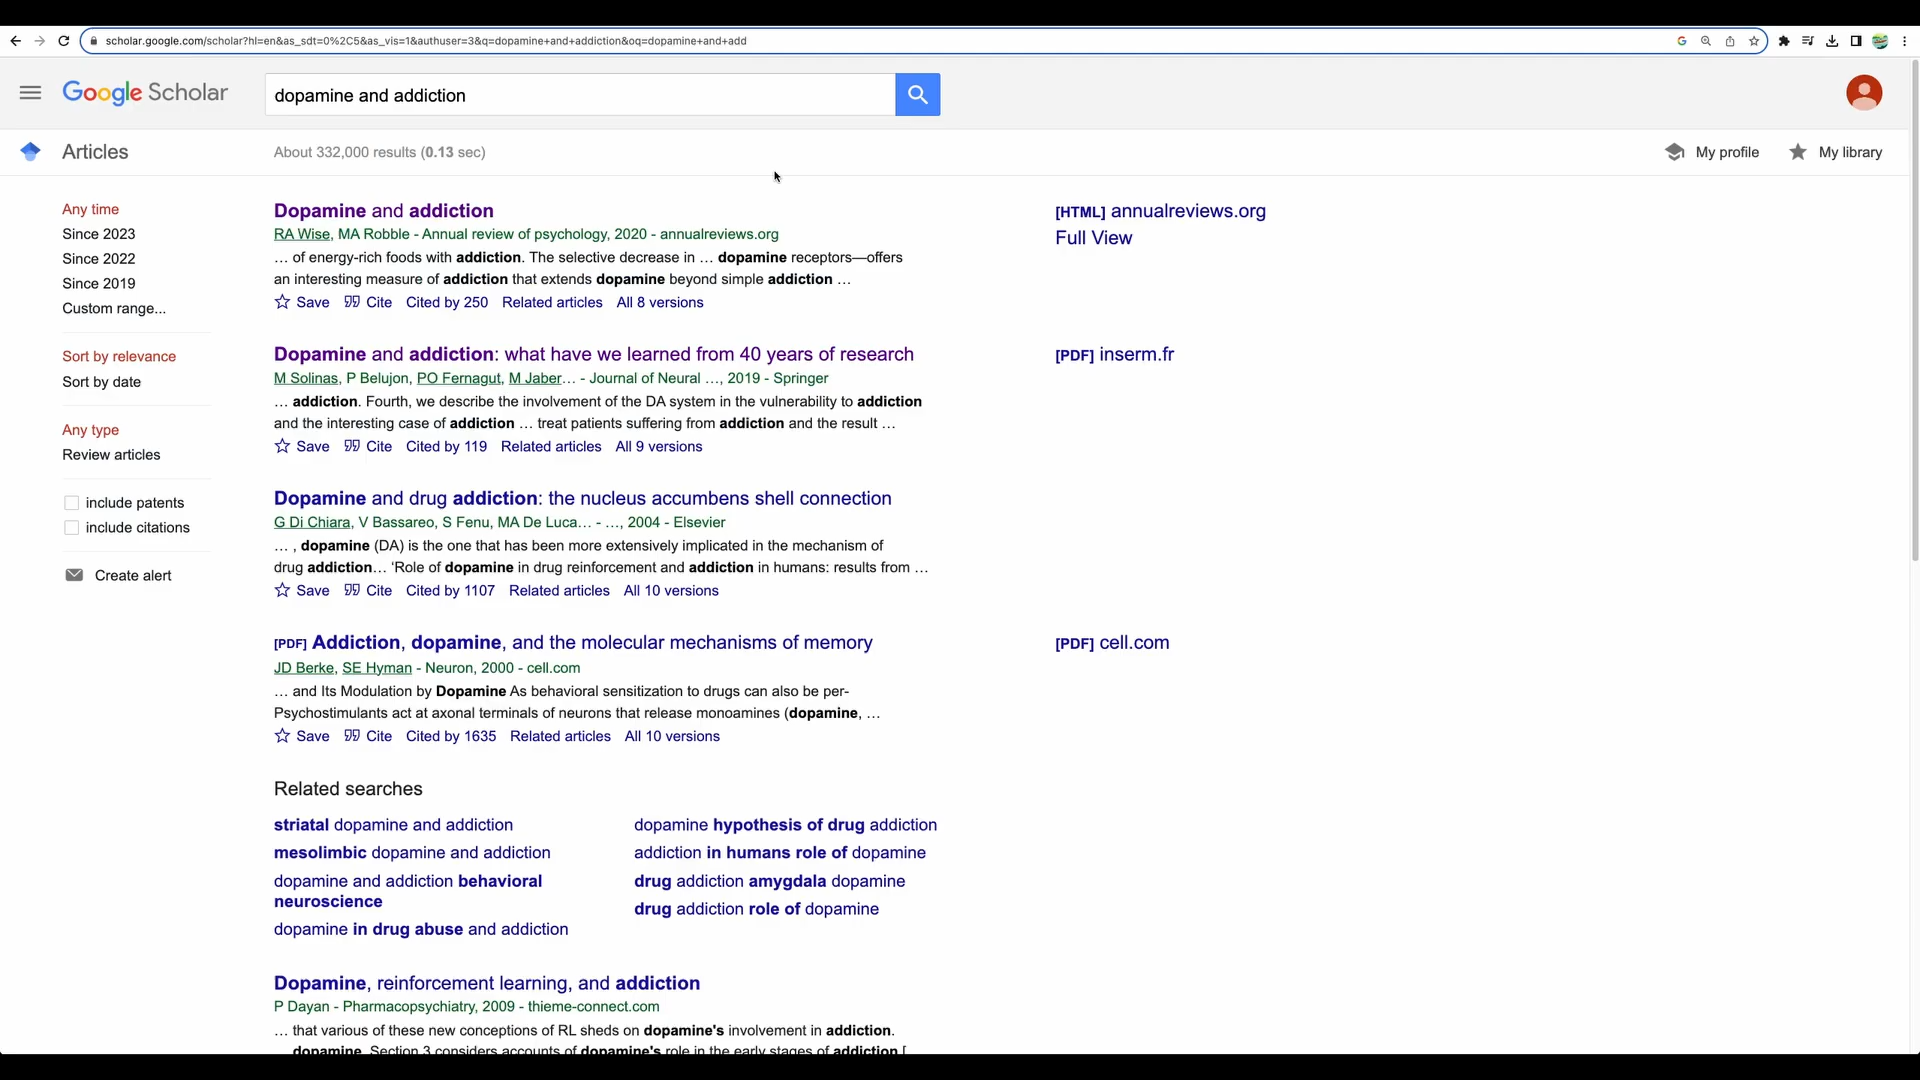 scholar.google.com/scholar?hl=en&as_sdt=0%2C5&as_vis=1&authuser=3&q=dopamine+and+addiction&oq=dopamine+and+add
Google Scholar
dopamine and addiction
Articles
About 332,000 results (0.13 sec)
My profile
My library
Any time
Since 2023
Since 2022
Since 2019
Custom range...
Sort by relevance
Sort by date
Any type
Review articles
include patents
include citations
Create alert
Dopamine and addiction
RA Wise, MA Robble - Annual review of psychology, 2020 - annualreviews.org
… of energy-rich foods with addiction. The selective decrease in … dopamine receptors—offers
an interesting measure of addiction that extends dopamine beyond simple addiction …
Save Cite Cited by 250 Related articles All 8 versions
[HTML] annualreviews.org
Full View
Dopamine and addiction: what have we learned from 40 years of research
M Solinas, P Belujon, PO Fernagut, M Jaber… - Journal of Neural …, 2019 - Springer
… addiction. Fourth, we describe the involvement of the DA system in the vulnerability to addiction
and the interesting case of addiction … treat patients suffering from addiction and the result …
Save Cite Cited by 119 Related articles All 9 versions
[PDF] inserm.fr
Dopamine and drug addiction: the nucleus accumbens shell connection
G Di Chiara, V Bassareo, S Fenu, MA De Luca… - …, 2004 - Elsevier
… , dopamine (DA) is the one that has been more extensively implicated in the mechanism of
drug addiction… 'Role of dopamine in drug reinforcement and addiction in humans: results from …
Save Cite Cited by 1107 Related articles All 10 versions
[PDF] Addiction, dopamine, and the molecular mechanisms of memory
JD Berke, SE Hyman - Neuron, 2000 - cell.com
… and Its Modulation by Dopamine As behavioral sensitization to drugs can also be per-
Psychostimulants act at axonal terminals of neurons that release monoamines (dopamine, …
Save Cite Cited by 1635 Related articles All 10 versions
[PDF] cell.com
Related searches
striatal dopamine and addiction
mesolimbic dopamine and addiction
dopamine and addiction behavioral
neuroscience
dopamine in drug abuse and addiction
dopamine hypothesis of drug addiction
addiction in humans role of dopamine
drug addiction amygdala dopamine
drug addiction role of dopamine
Dopamine, reinforcement learning, and addiction
P Dayan - Pharmacopsychiatry, 2009 - thieme-connect.com
… that various of these new conceptions of RL sheds on dopamine's involvement in addiction.
dopamine. Section 3 considers accounts of dopamine's role in the early stages of addiction [